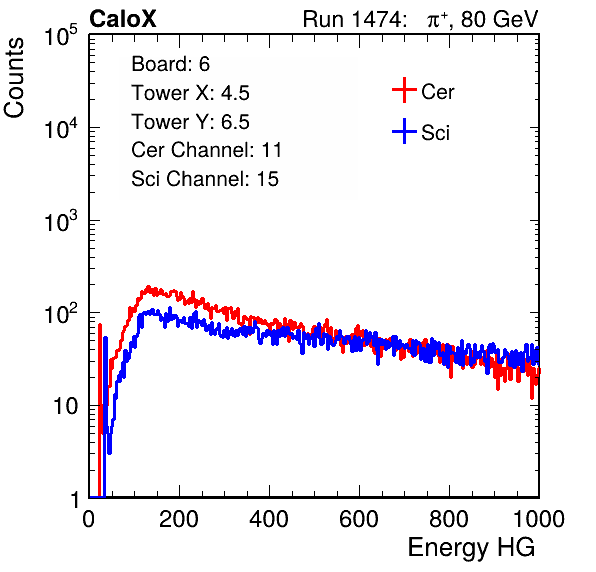 CaloX Run 1474: π⁺, 80 GeV
Counts
10⁵
10⁴
10³
10²
10
1
Board: 6
Tower X: 4.5
Tower Y: 6.5
Cer Channel: 11
Sci Channel: 15
Cer
Sci
0 200 400 600 800 1000
Energy HG